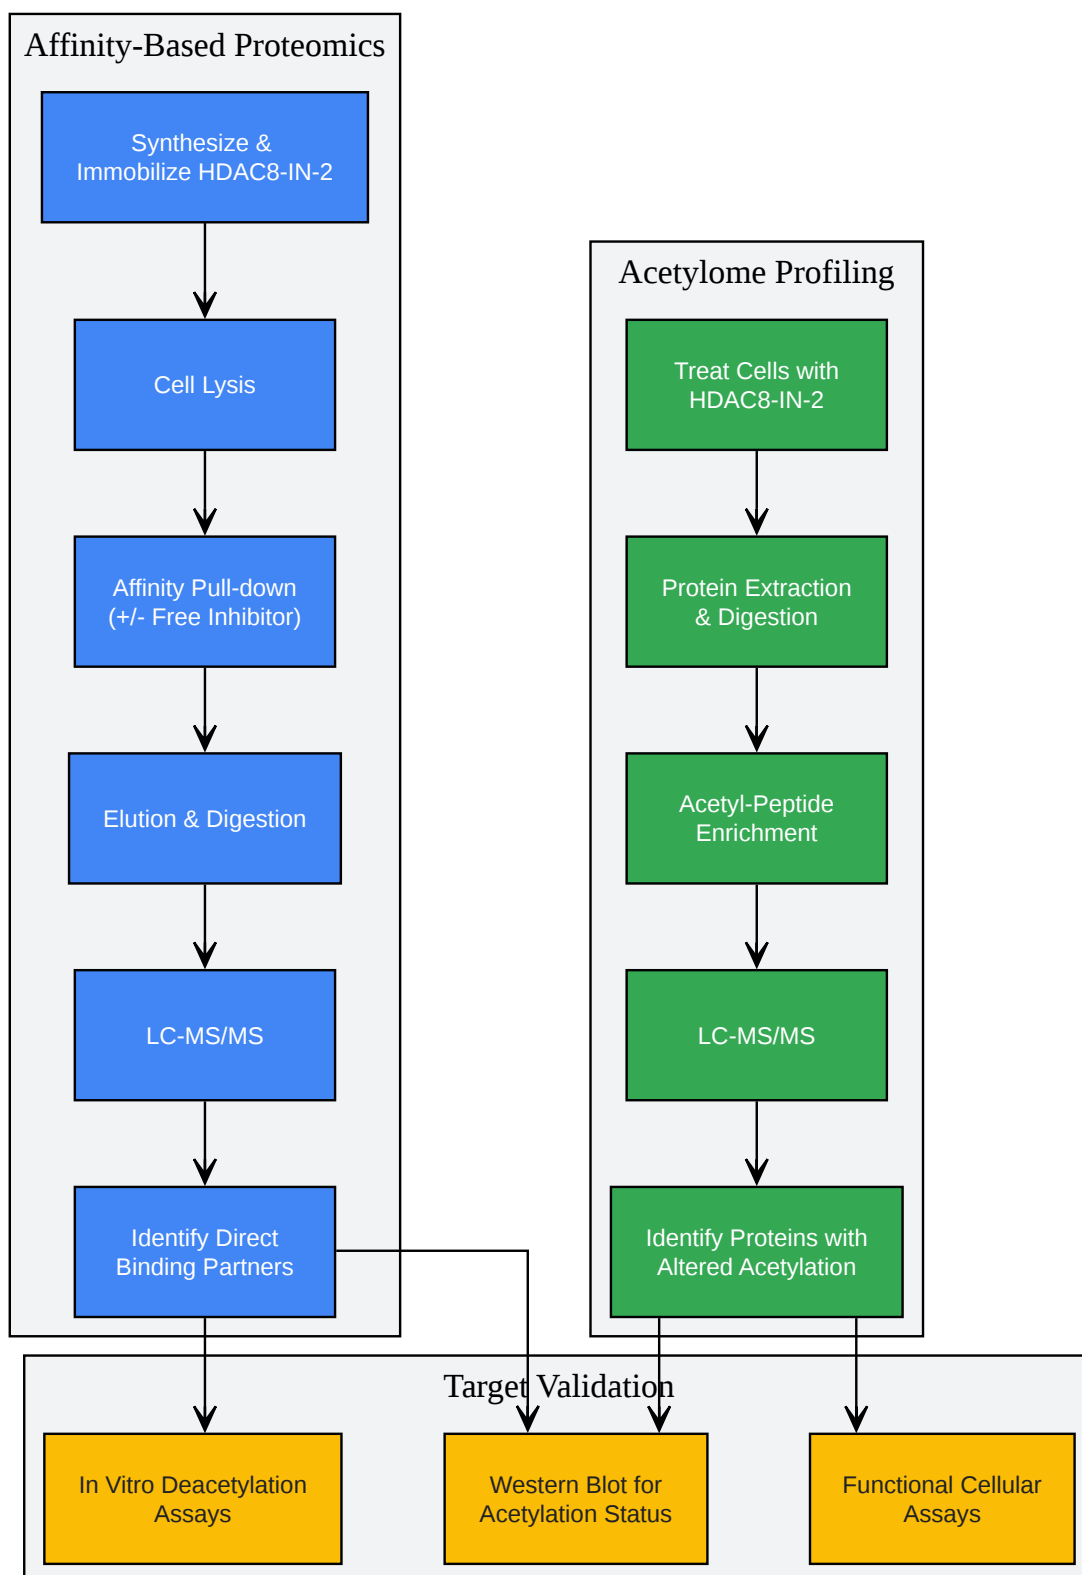 Affinity-Based Proteomics
Synthesize &
Immobilize HDAC8-IN-2
Cell Lysis
Affinity Pull-down
(+/- Free Inhibitor)
Elution & Digestion
LC-MS/MS
Identify Direct
Binding Partners
Acetylome Profiling
Treat Cells with
HDAC8-IN-2
Protein Extraction
& Digestion
Acetyl-Peptide
Enrichment
LC-MS/MS
Identify Proteins with
Altered Acetylation
Target Validation
In Vitro Deacetylation
Assays
Western Blot for
Acetylation Status
Functional Cellular
Assays